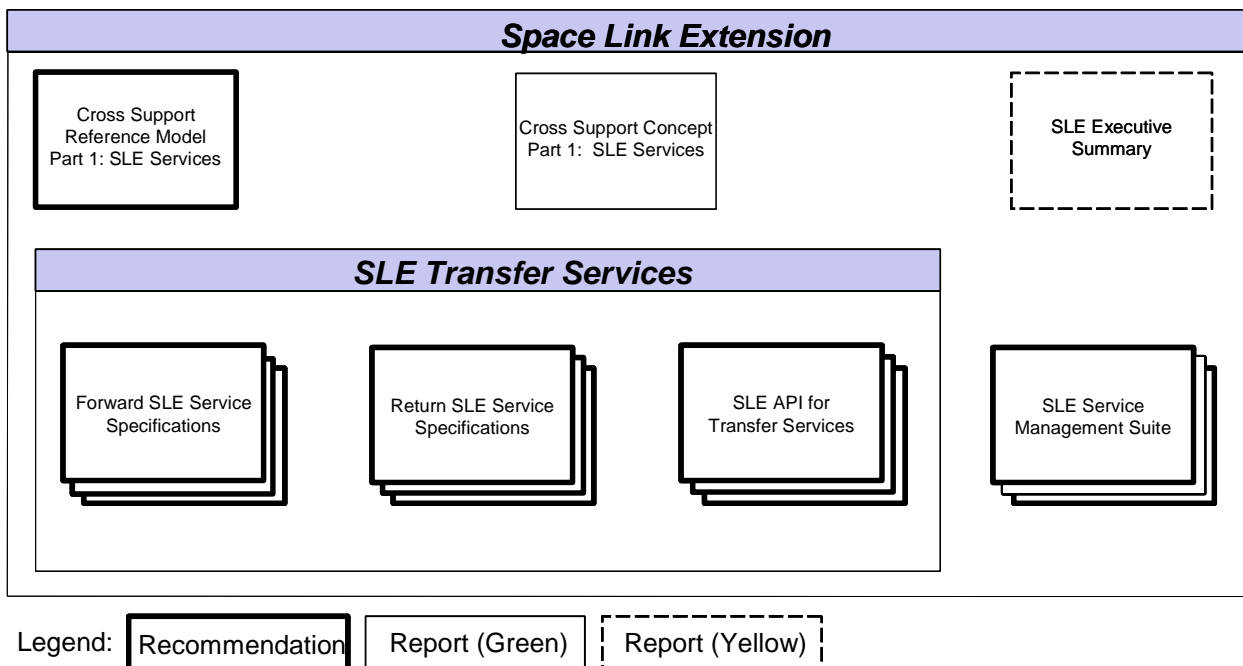 Space Link Extension
Cross Support
Reference Model
Part 1: SLE Services
Cross Support Concept
Part 1:  SLE Services
SLE Executive
Summary
SLE Transfer Services
Forward SLE Service
Specifications
Return SLE Service
Specifications
SLE API for
Transfer Services
SLE Service
Management Suite
Legend:
Recommendation
Report (Green)
Report (Yellow)